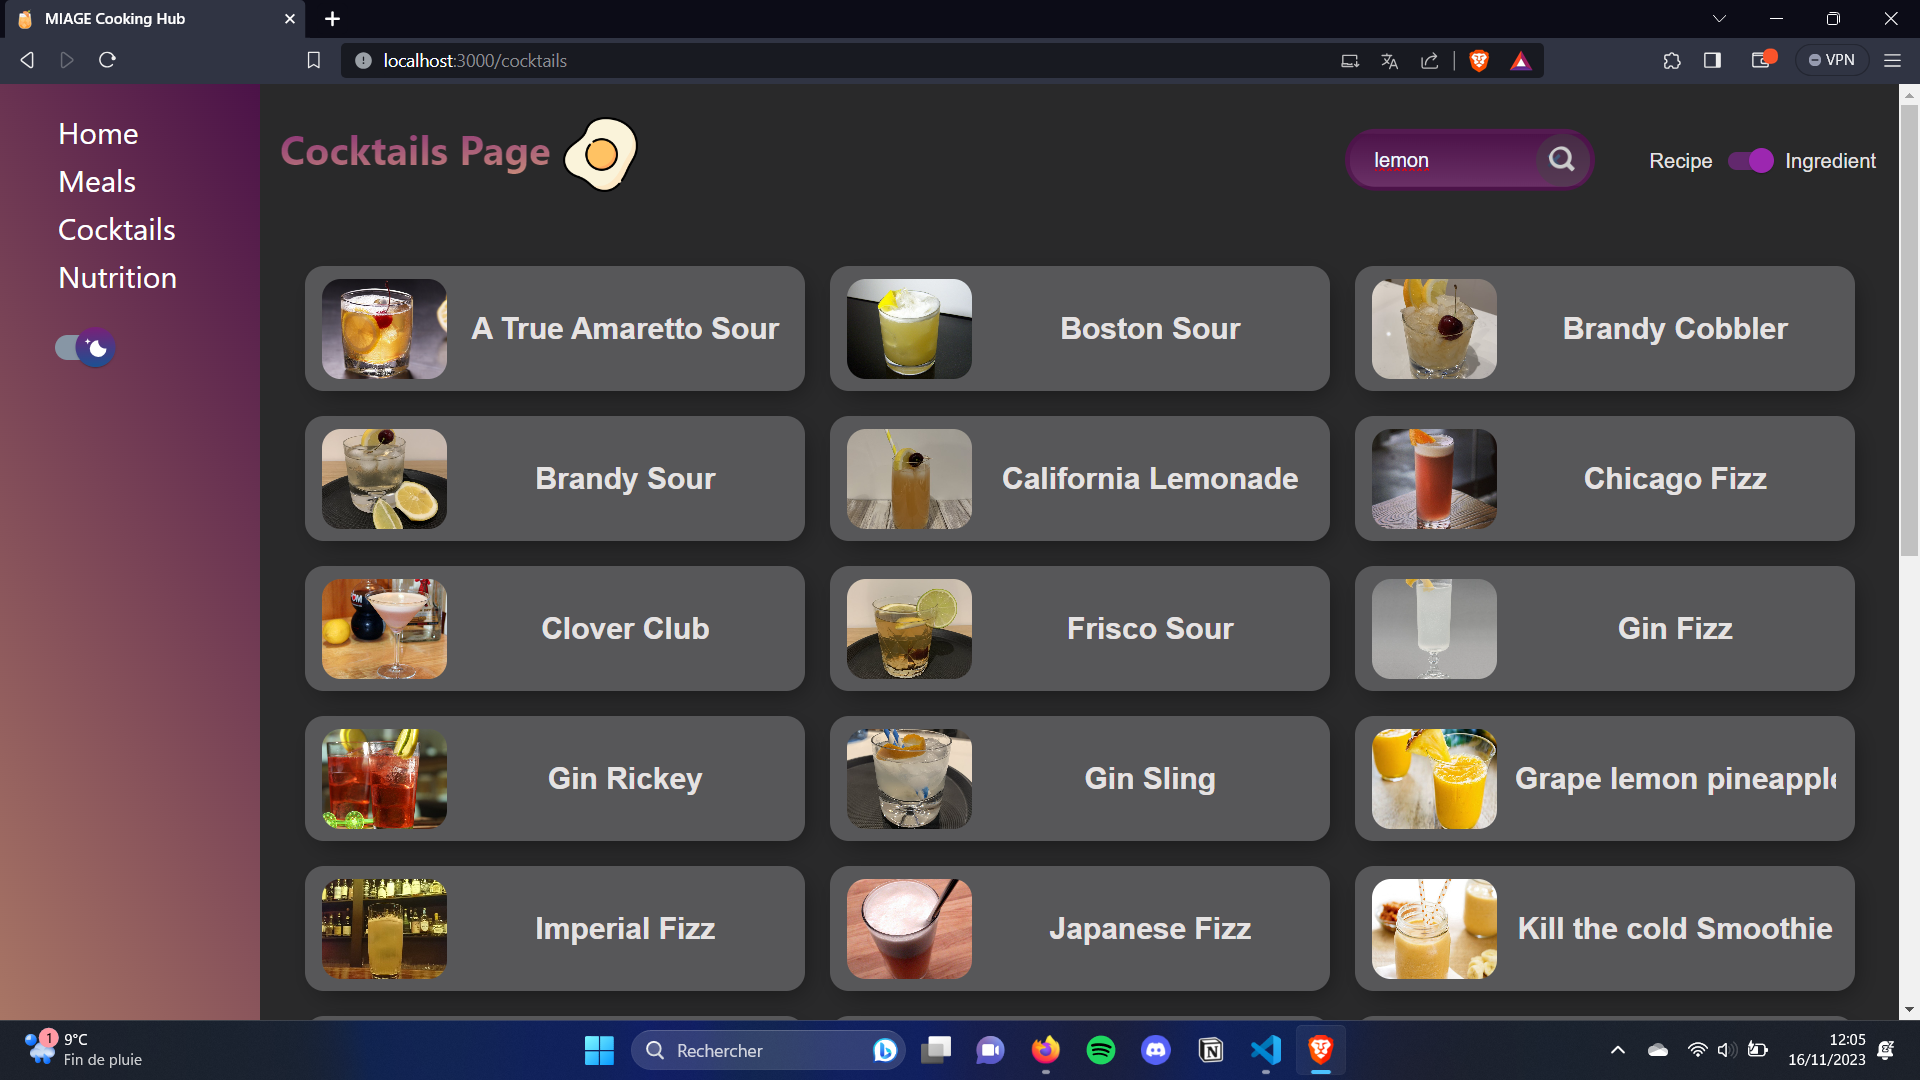 MIAGE Cooking Hub
localhost:3000/cocktails
VPN
Home
Meals
Cocktails
Nutrition
Cocktails Page
lemon
Recipe
Ingredient
A True Amaretto Sour
Boston Sour
Brandy Cobbler
Brandy Sour
California Lemonade
Chicago Fizz
Clover Club
Frisco Sour
Gin Fizz
Gin Rickey
Gin Sling
Grape lemon pineapple
Imperial Fizz
Japanese Fizz
Kill the cold Smoothie
1
9°C
Fin de pluie
Rechercher
12:05
16/11/2023